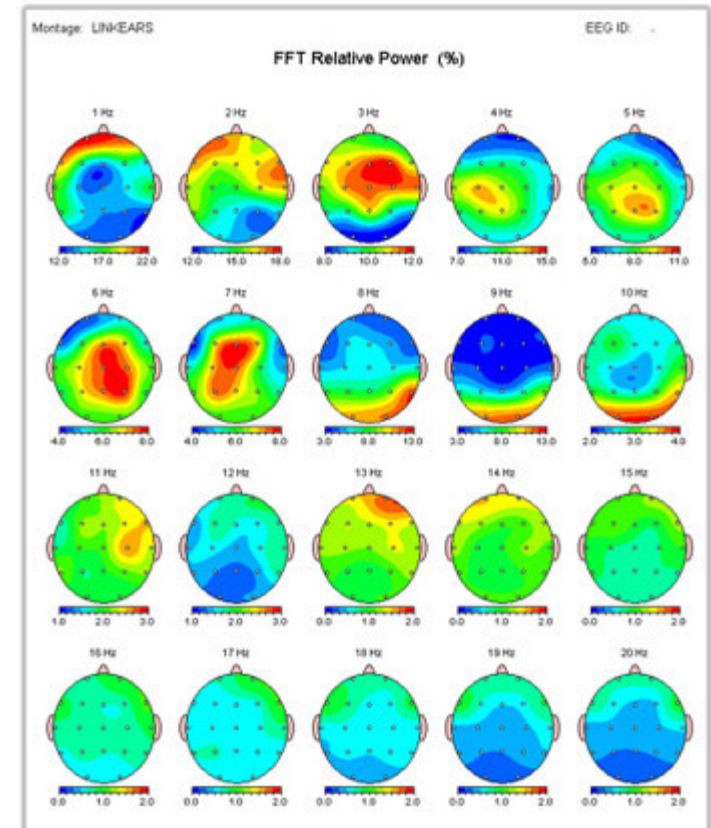 Montage: LINKEARS EEG ID: -
FFT Relative Power (%)
1 Hz 2 Hz 3 Hz 4 Hz 5 Hz
12.0 17.0 22.0 12.0 15.0 18.0 8.0 10.0 12.0 7.0 11.0 15.0 5.0 8.0 11.0
6 Hz 7 Hz 8 Hz 9 Hz 10 Hz
4.0 6.0 8.0 4.0 6.0 8.0 3.0 8.0 13.0 3.0 8.0 13.0 2.0 3.0 4.0
11 Hz 12 Hz 13 Hz 14 Hz 15 Hz
1.0 2.0 3.0 1.0 2.0 3.0 0.0 1.0 2.0 0.0 1.0 2.0 0.0 1.0 2.0
16 Hz 17 Hz 18 Hz 19 Hz 20 Hz
0.0 1.0 2.0 0.0 1.0 2.0 0.0 1.0 2.0 0.0 1.0 2.0 0.0 1.0 2.0